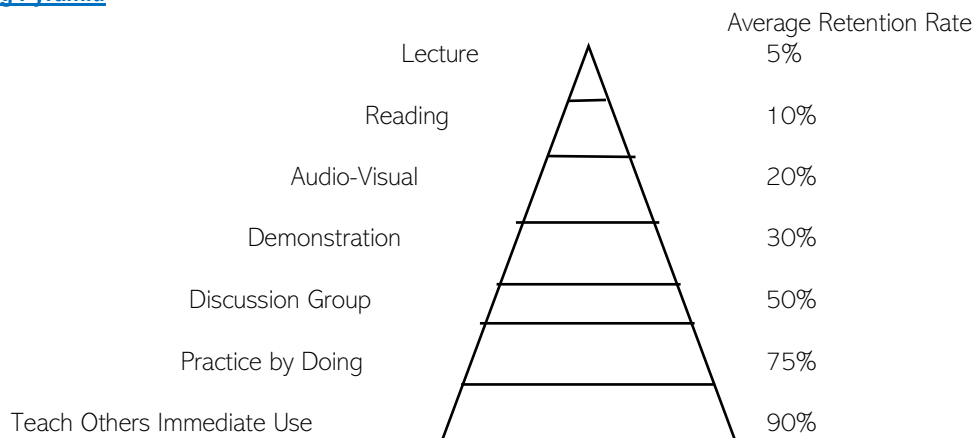 Average Retention Rate
Lecture 5%
Reading 10%
Audio-Visual 20%
Demonstration 30%
Discussion Group 50%
Practice by Doing 75%
Teach Others Immediate Use 90%